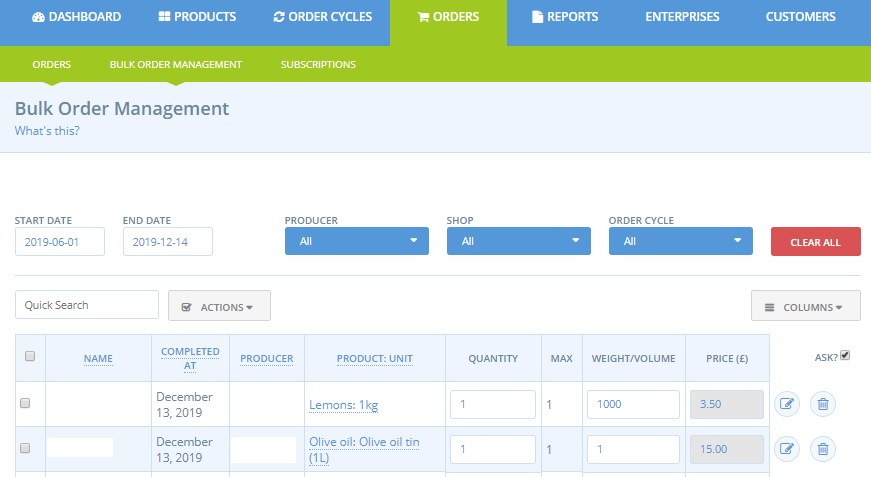 DASHBOARD PRODUCTS ORDER CYCLES ORDERS REPORTS ENTERPRISES CUSTOMERS
ORDERS BULK ORDER MANAGEMENT SUBSCRIPTIONS
Bulk Order Management
What's this?
START DATE END DATE PRODUCER SHOP ORDER CYCLE
2019-06-01 2019-12-14 All All All CLEAR ALL
Quick Search ACTIONS COLUMNS
NAME COMPLETED AT PRODUCER PRODUCT: UNIT QUANTITY MAX WEIGHT/VOLUME PRICE (£) ASK?
December 13, 2019 Lemons: 1kg 1 1 1000 3.50
December 13, 2019 Olive oil: Olive oil tin (1L) 1 1 1 15.00